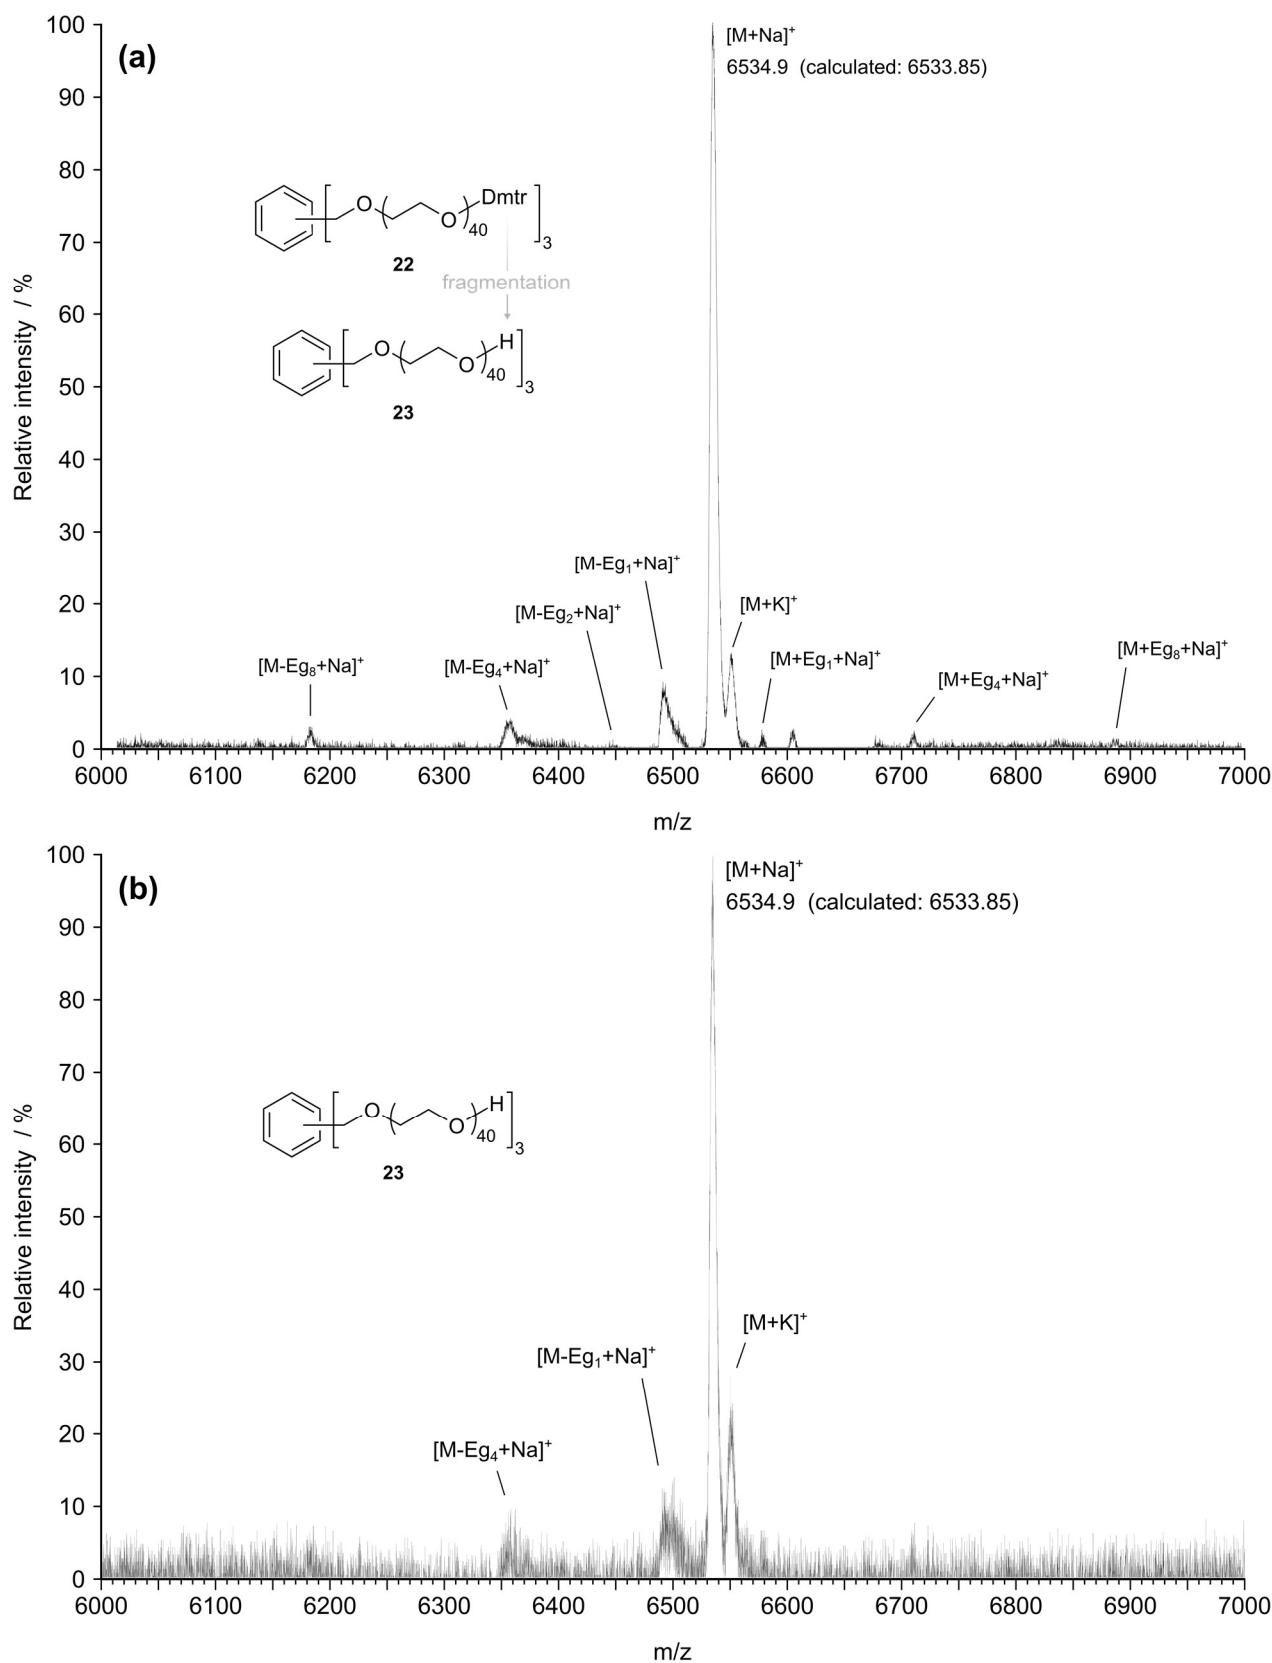 (a)
[M+Na]⁺
6534.9 (calculated: 6533.85)
O
O
40
Dmtr
3
22
fragmentation
O
O
40
H
3
23
[M-Eg₈+Na]⁺
[M-Eg₄+Na]⁺
[M-Eg₂+Na]⁺
[M-Eg₁+Na]⁺
[M+K]⁺
[M+Eg₁+Na]⁺
[M+Eg₄+Na]⁺
[M+Eg₈+Na]⁺
Relative intensity / %
100
90
80
70
60
50
40
30
20
10
0
6000 6100 6200 6300 6400 6500 6600 6700 6800 6900 7000
m/z
(b)
[M+Na]⁺
6534.9 (calculated: 6533.85)
O
O
40
H
3
23
[M-Eg₄+Na]⁺
[M-Eg₁+Na]⁺
[M+K]⁺
Relative intensity / %
100
90
80
70
60
50
40
30
20
10
0
6000 6100 6200 6300 6400 6500 6600 6700 6800 6900 7000
m/z